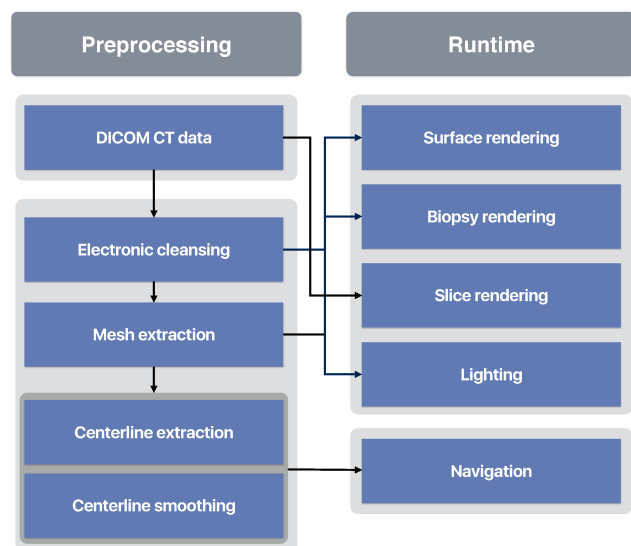 Preprocessing
Runtime
DICOM CT data
Electronic cleansing
Mesh extraction
Centerline extraction
Centerline smoothing
Surface rendering
Biopsy rendering
Slice rendering
Lighting
Navigation